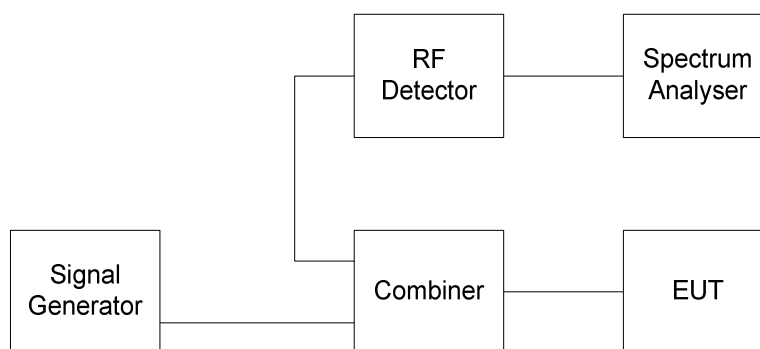 RF
Detector
Spectrum
Analyser
Signal
Generator
Combiner
EUT